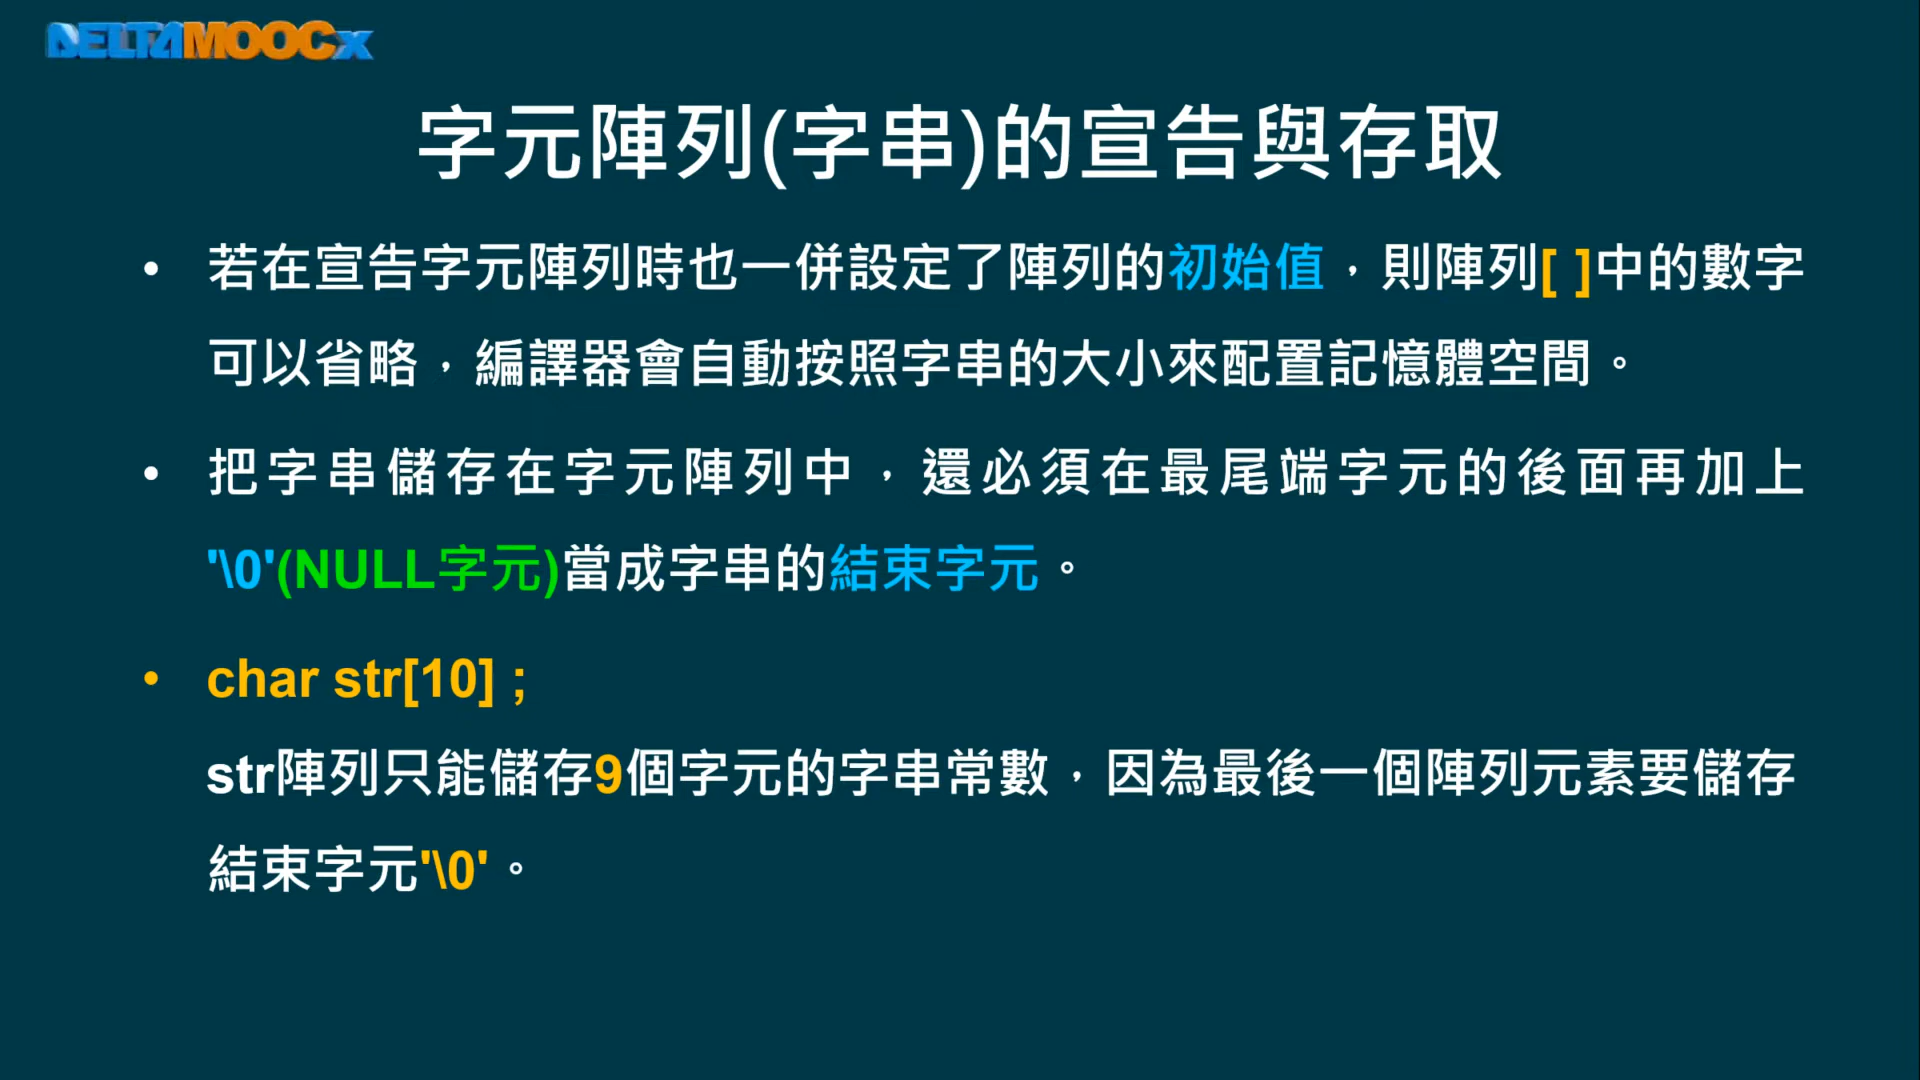 DELTAMOOCx
字元陣列(字串)的宣告與存取
• 若在宣告字元陣列時也一併設定了陣列的初始值，則陣列[ ]中的數字
可以省略，編譯器會自動按照字串的大小來配置記憶體空間。
• 把字串儲存在字元陣列中，還必須在最尾端字元的後面再加上
'\0'(NULL字元)當成字串的結束字元。
• char str[10] ;
str陣列只能儲存9個字元的字串常數，因為最後一個陣列元素要儲存
結束字元'\0'。